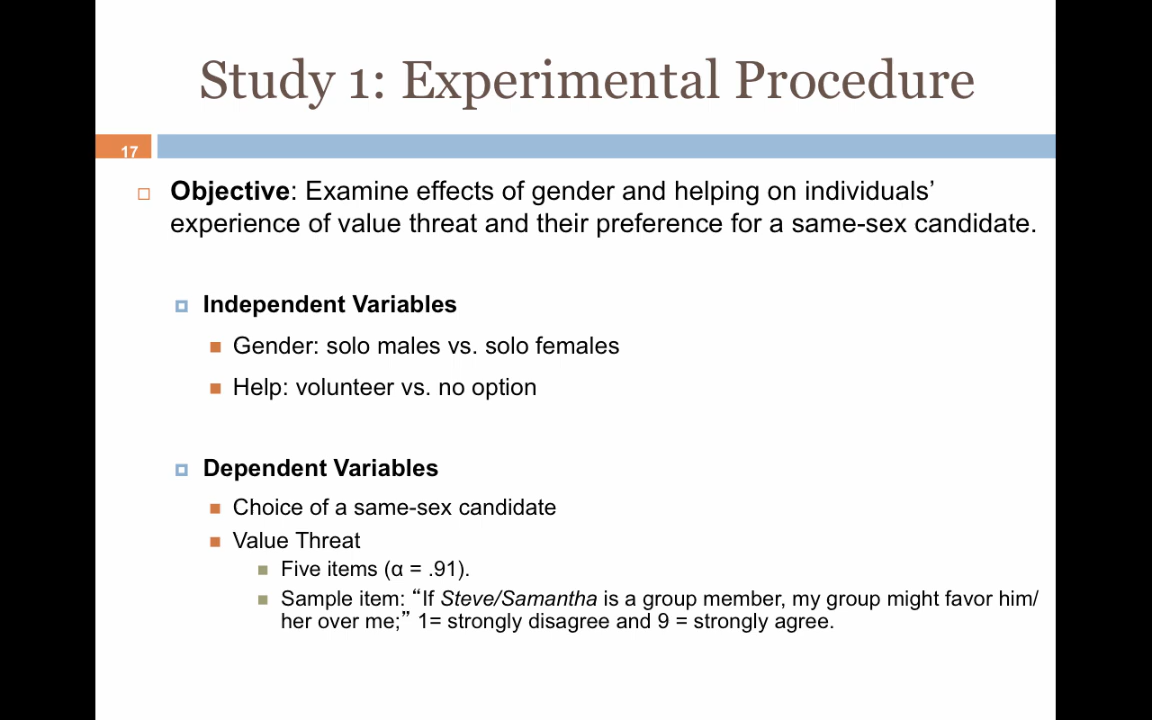 Study 1: Experimental Procedure
17
Objective: Examine effects of gender and helping on individuals’
experience of value threat and their preference for a same-sex candidate.
Independent Variables
Gender: solo males vs. solo females
Help: volunteer vs. no option
Dependent Variables
Choice of a same-sex candidate
Value Threat
Five items (α = .91).
Sample item: “If Steve/Samantha is a group member, my group might favor him/
her over me;” 1= strongly disagree and 9 = strongly agree.